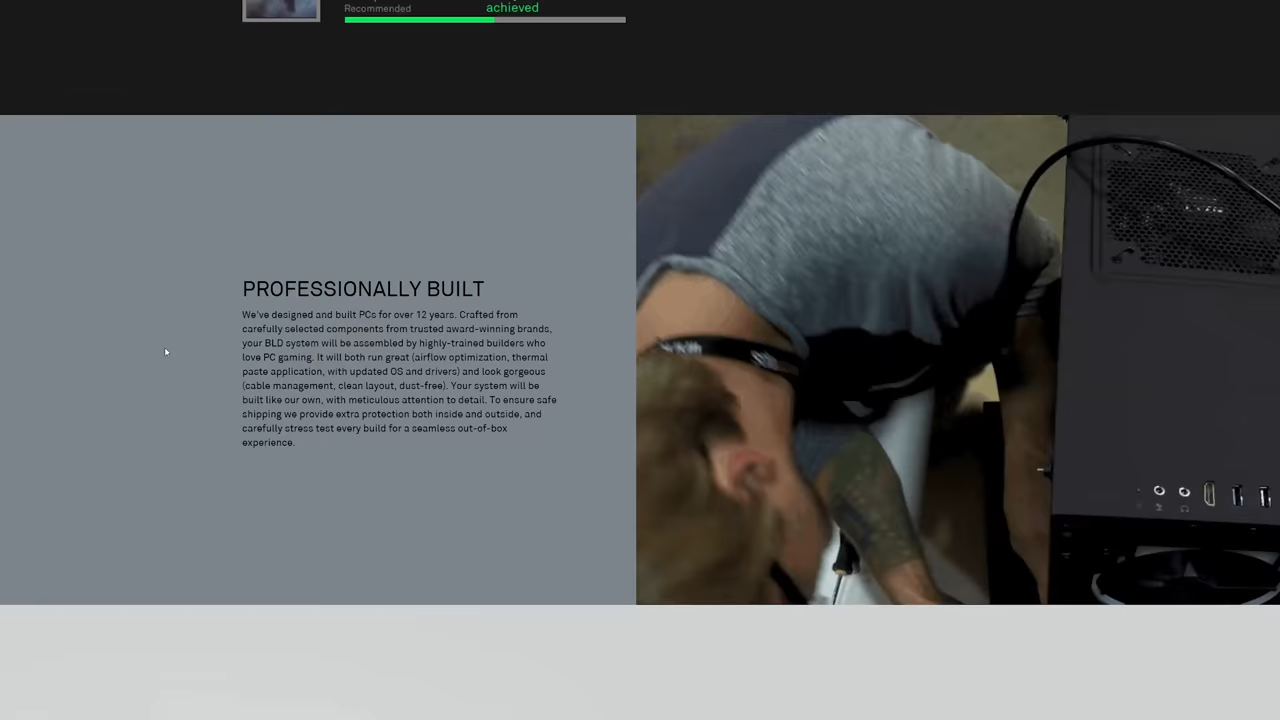 Recommended
achieved
PROFESSIONALLY BUILT
We've designed and built PCs for over 12 years. Crafted from
carefully selected components from trusted award-winning brands,
your BLD system will be assembled by highly-trained builders who
love PC gaming. It will both run great (airflow optimization, thermal
paste application, with updated OS and drivers) and look gorgeous
(cable management, clean layout, dust-free). Your system will be
built like our own, with meticulous attention to detail. To ensure safe
shipping we provide extra protection both inside and outside, and
carefully stress test every build for a seamless out-of-box
experience.